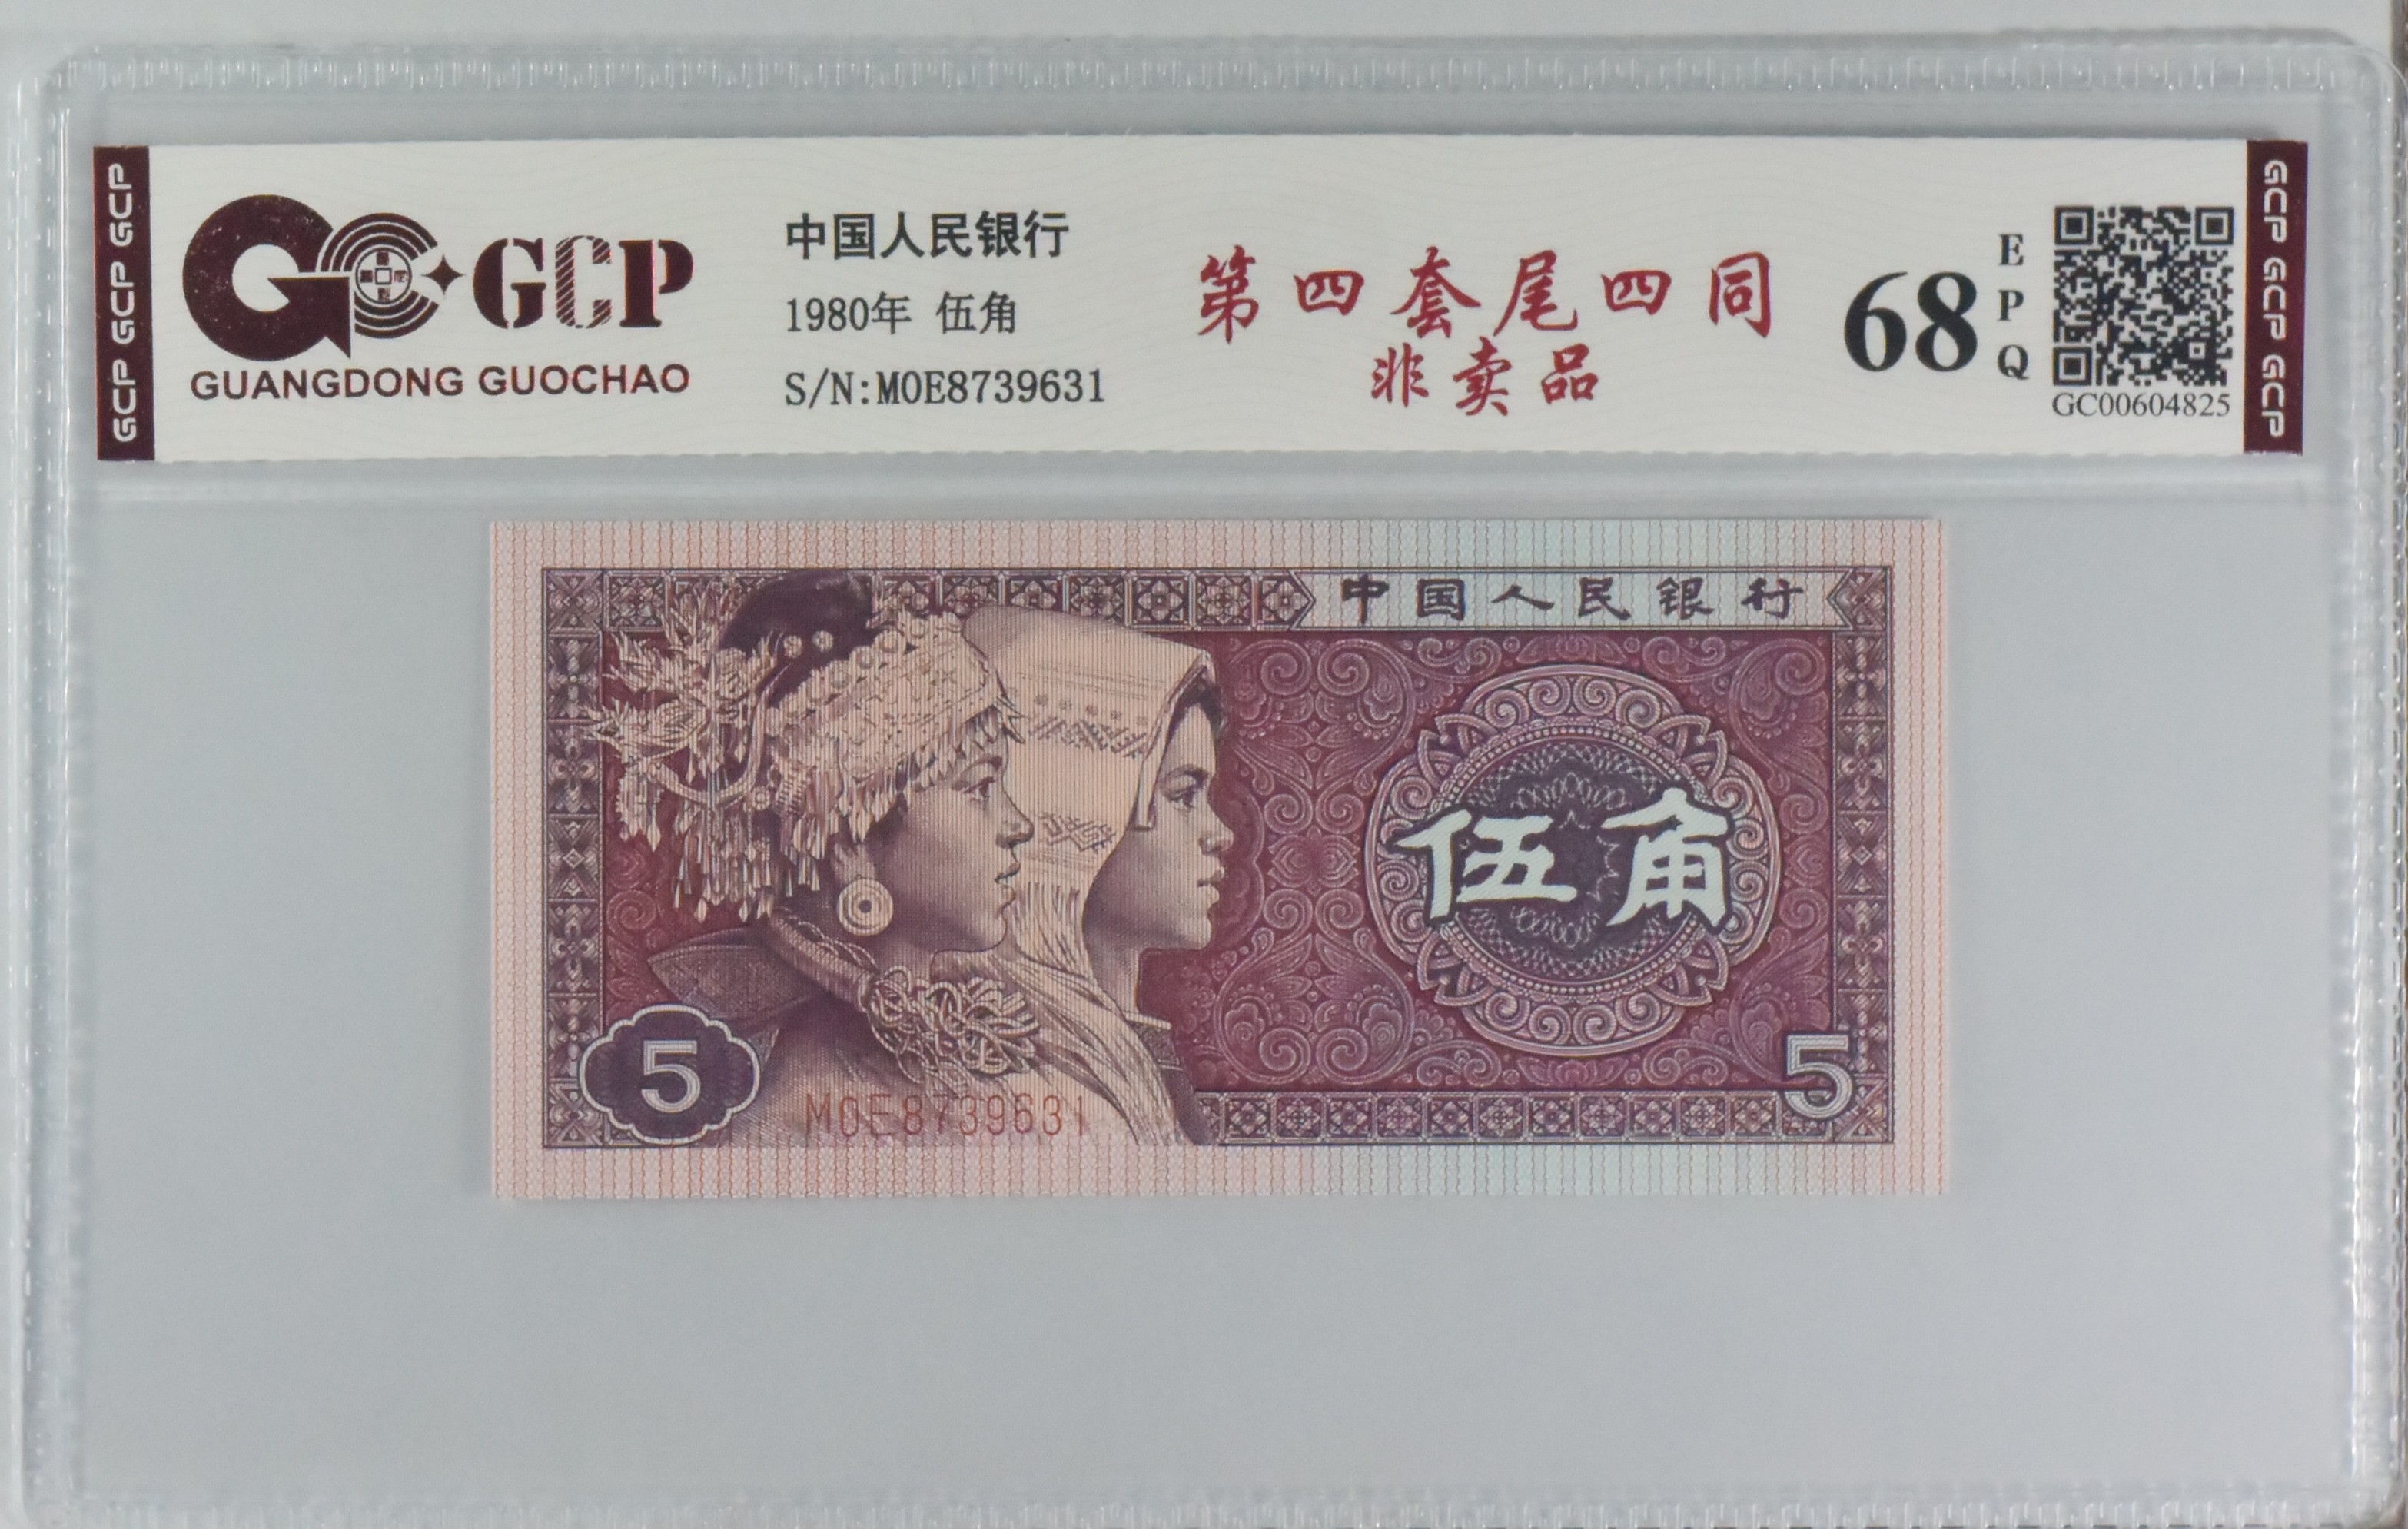 GCP GCP GCP
GCP
GUANGDONG GUOCHAO
中国人民银行
1980年 伍角
S/N:M0E8739631
第四套尾四同
非卖品
68
EPQ
GC00604825
GCP GCP GCP
中国人民银行
伍角
5
M0E8739631
5